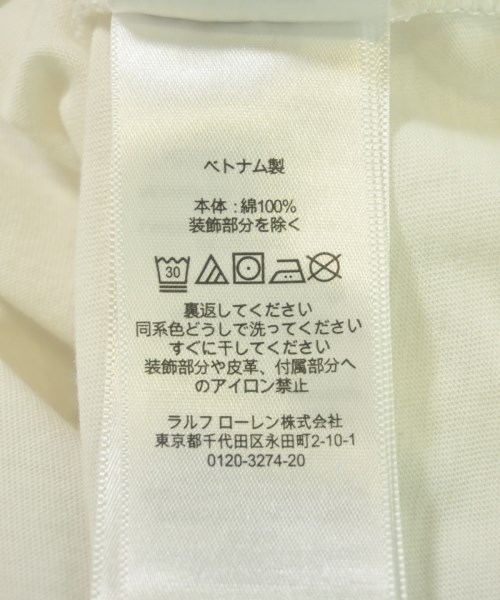 ベトナム製
本体：綿100%
装飾部分を除く
30
裏返してください
同系色どうしで洗ってください
すぐに干してください
装飾部分や皮革、付属部分へ
のアイロン禁止
ラルフ ローレン株式会社
東京都千代田区永田町2-10-1
0120-3274-20